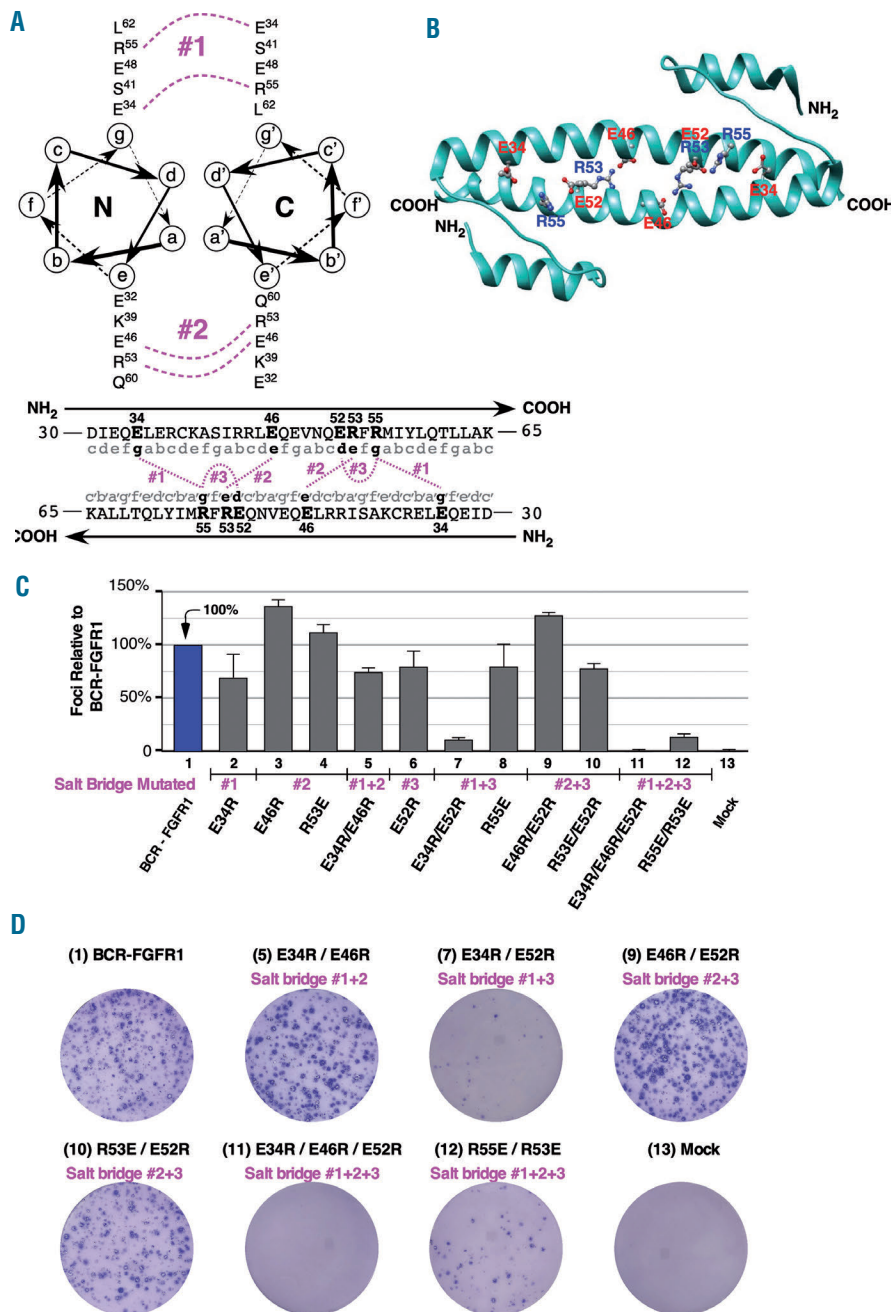 A
L62
R55
E48
S41
E34
#1
E34
S41
E48
R55
L62
g
c
d
f
N
b
a
e
g'
c'
d'
C
f'
a'
b'
e'
E32
K39
E46
R53
Q60
#2
Q60
R53
E46
K39
E32
NH2 COOH
34 46 52 53 55
30 — DIEQELERCKASIRRLEQEVNQERFRMIYLQTLLAK — 65
cdefgabcdefgabcdefgabcdefgabcdefgabc
#1 #3 #2 #2 #3 #1
c'b'a'g'f'e'd'c'b'a'g'f'e'd'c'b'a'g'f'e'd'c'b'a'g'f'e'd'c'b'a'g'f'e'd'c'
65 — KALLTQLYIMRFREQNVEQELRRISAKCRELEQEID — 30
55 53 52 46 34
COOH NH2
B
NH2
E34 E46 E52 R55
R53 R53
E34
COOH R55 E52 E46 COOH
NH2
C
150%
100%
50%
0
Foci Relative to
BCR-FGFR1
100%
1 2 3 4 5 6 7 8 9 10 11 12 13
Salt Bridge Mutated #1 #2 #1+2 #3 #1+3 #2+3 #1+2+3
BCR - FGFR1
E34R
E46R
R53E
E34R/E46R
E52R
E34R/E52R
R55E
E46R/E52R
R53E/E52R
E34R/E46R/E52R
R55E/R53E
Mock
D
(1) BCR-FGFR1 (5) E34R / E46R (7) E34R / E52R (9) E46R / E52R
Salt bridge #1+2 Salt bridge #1+3 Salt bridge #2+3
(10) R53E / E52R (11) E34R / E46R / E52R (12) R55E / R53E (13) Mock
Salt bridge #2+3 Salt bridge #1+2+3 Salt bridge #1+2+3